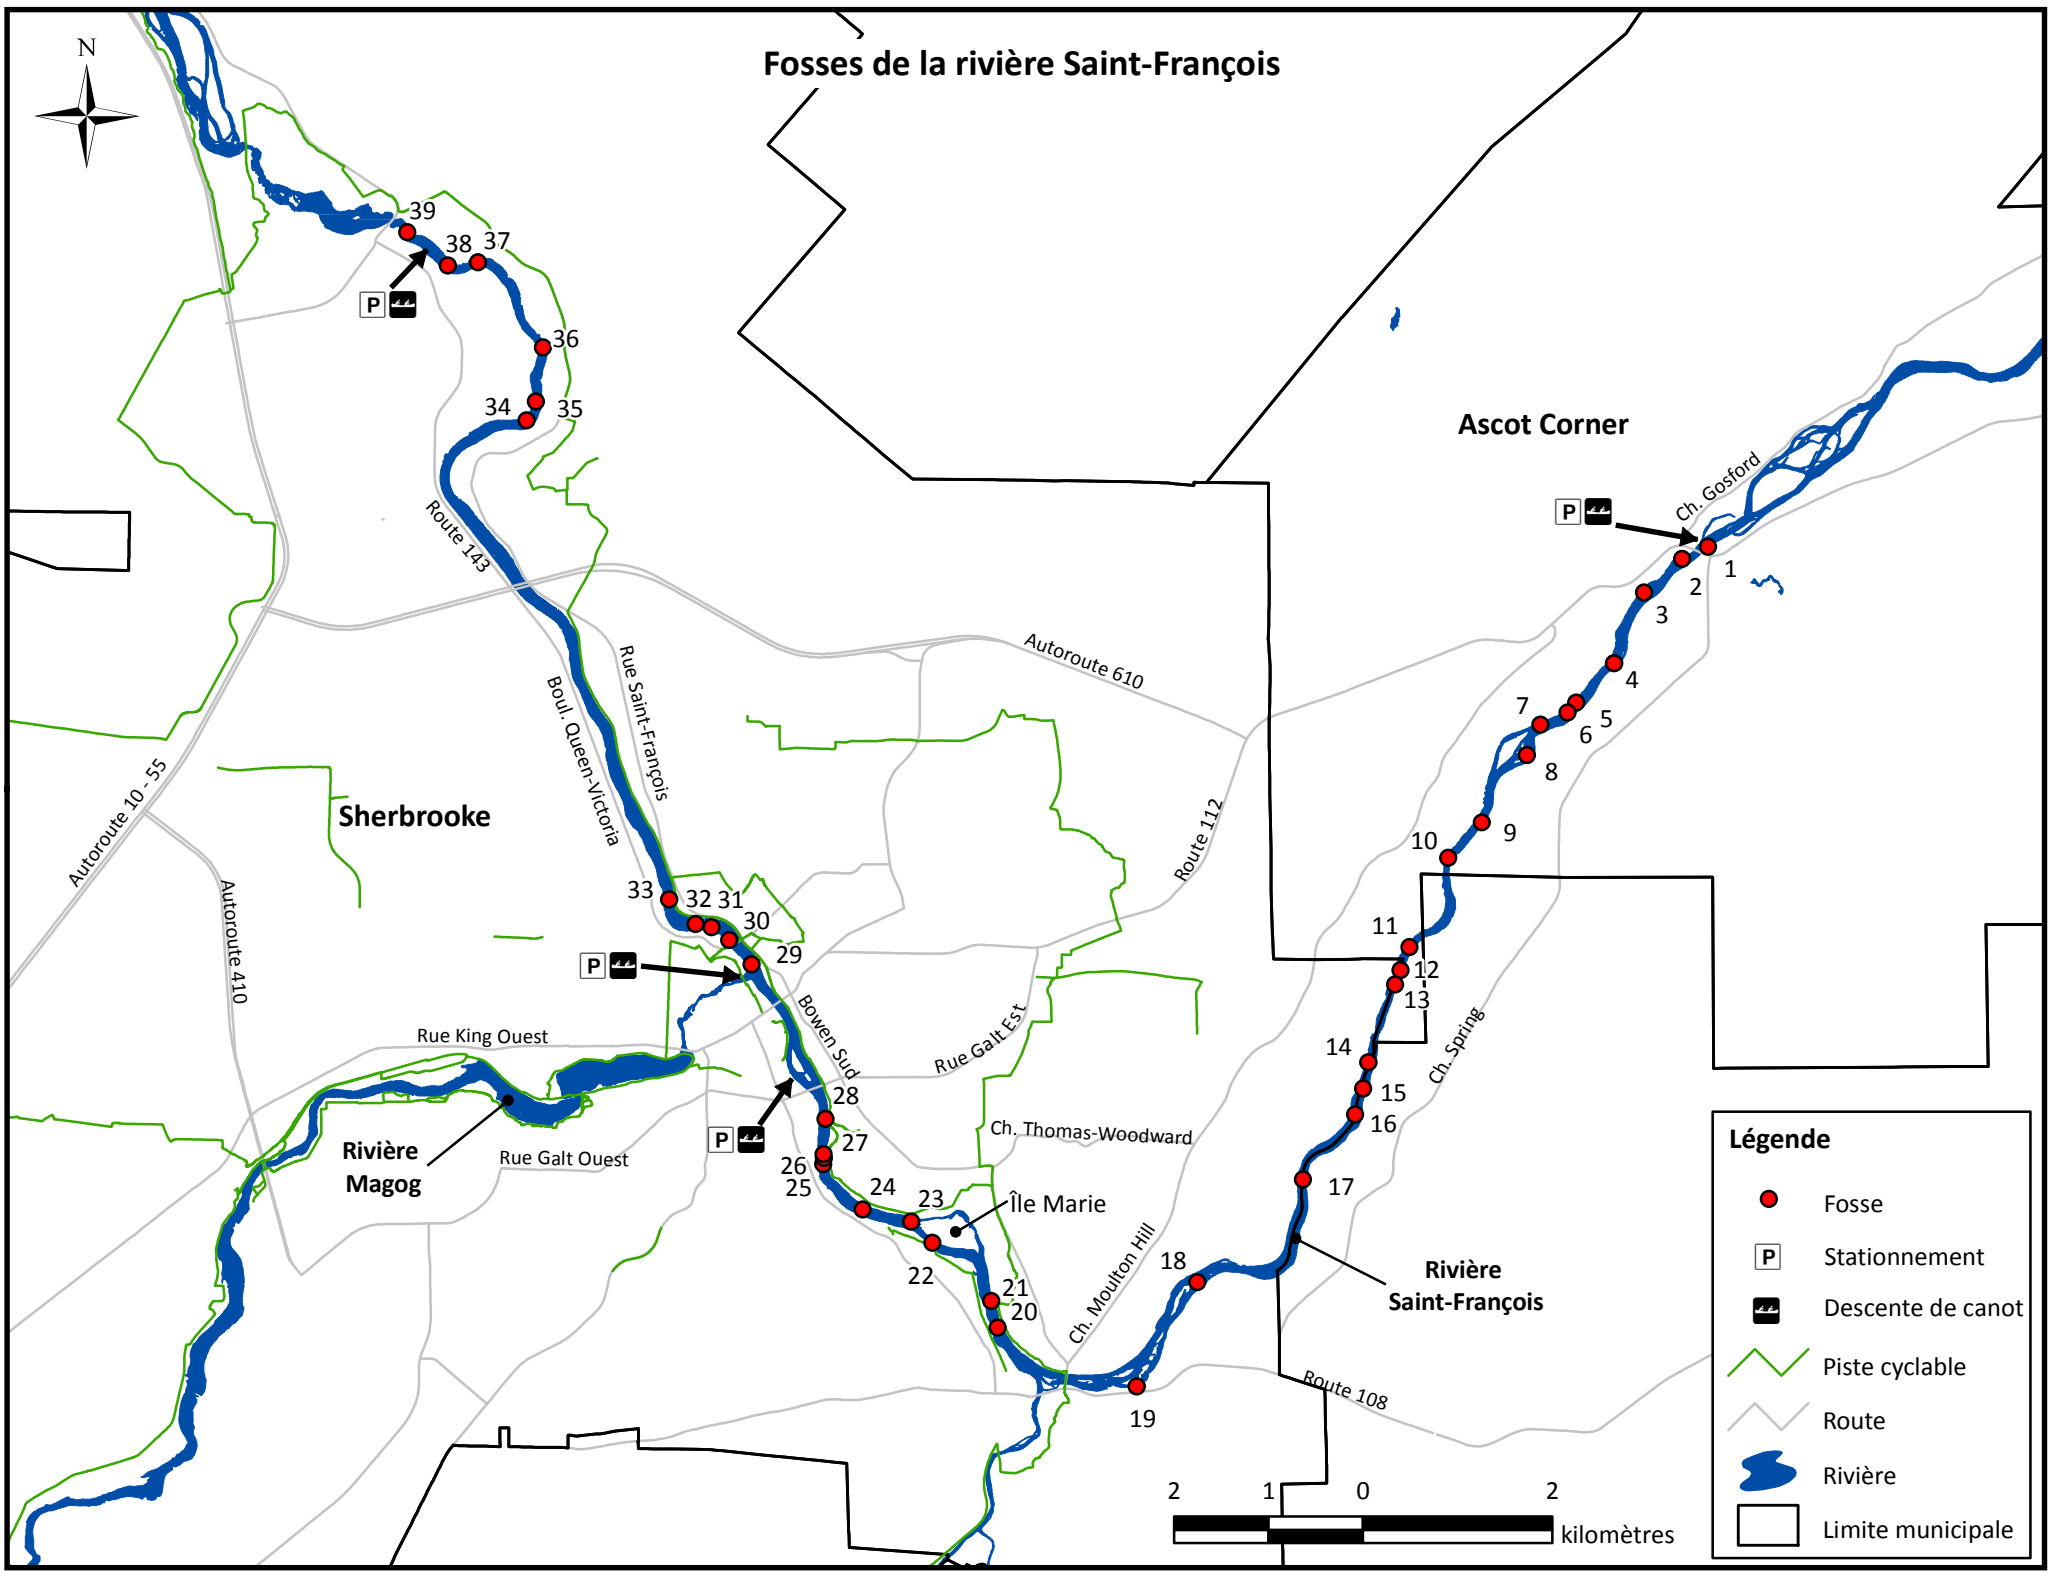 Fosses de la rivière Saint-François
N
39
38
37
P
36
34
35
Ascot Corner
Ch. Gosford
P
Route 143
1
2
3
Autoroute 610
Rue Saint-François
Boul. Queen-Victoria
4
5
6
7
8
Autoroute 10 - 55
Sherbrooke
Route 112
9
10
33
32
31
30
29
Autoroute 410
P
11
12
13
Bowen Sud
Rue King Ouest
Rue Galt Est
Ch. Spring
14
15
16
28
27
26
25
P
Ch. Thomas-Woodward
Rivière
Magog
Rue Galt Ouest
24
23
Île Marie
17
22
18
Ch. Moulton Hill
21
20
Rivière
Saint-François
19
Route 108
2
1
0
2
kilomètres
Légende
Fosse
P
Stationnement
Descente de canot
Piste cyclable
Route
Rivière
Limite municipale